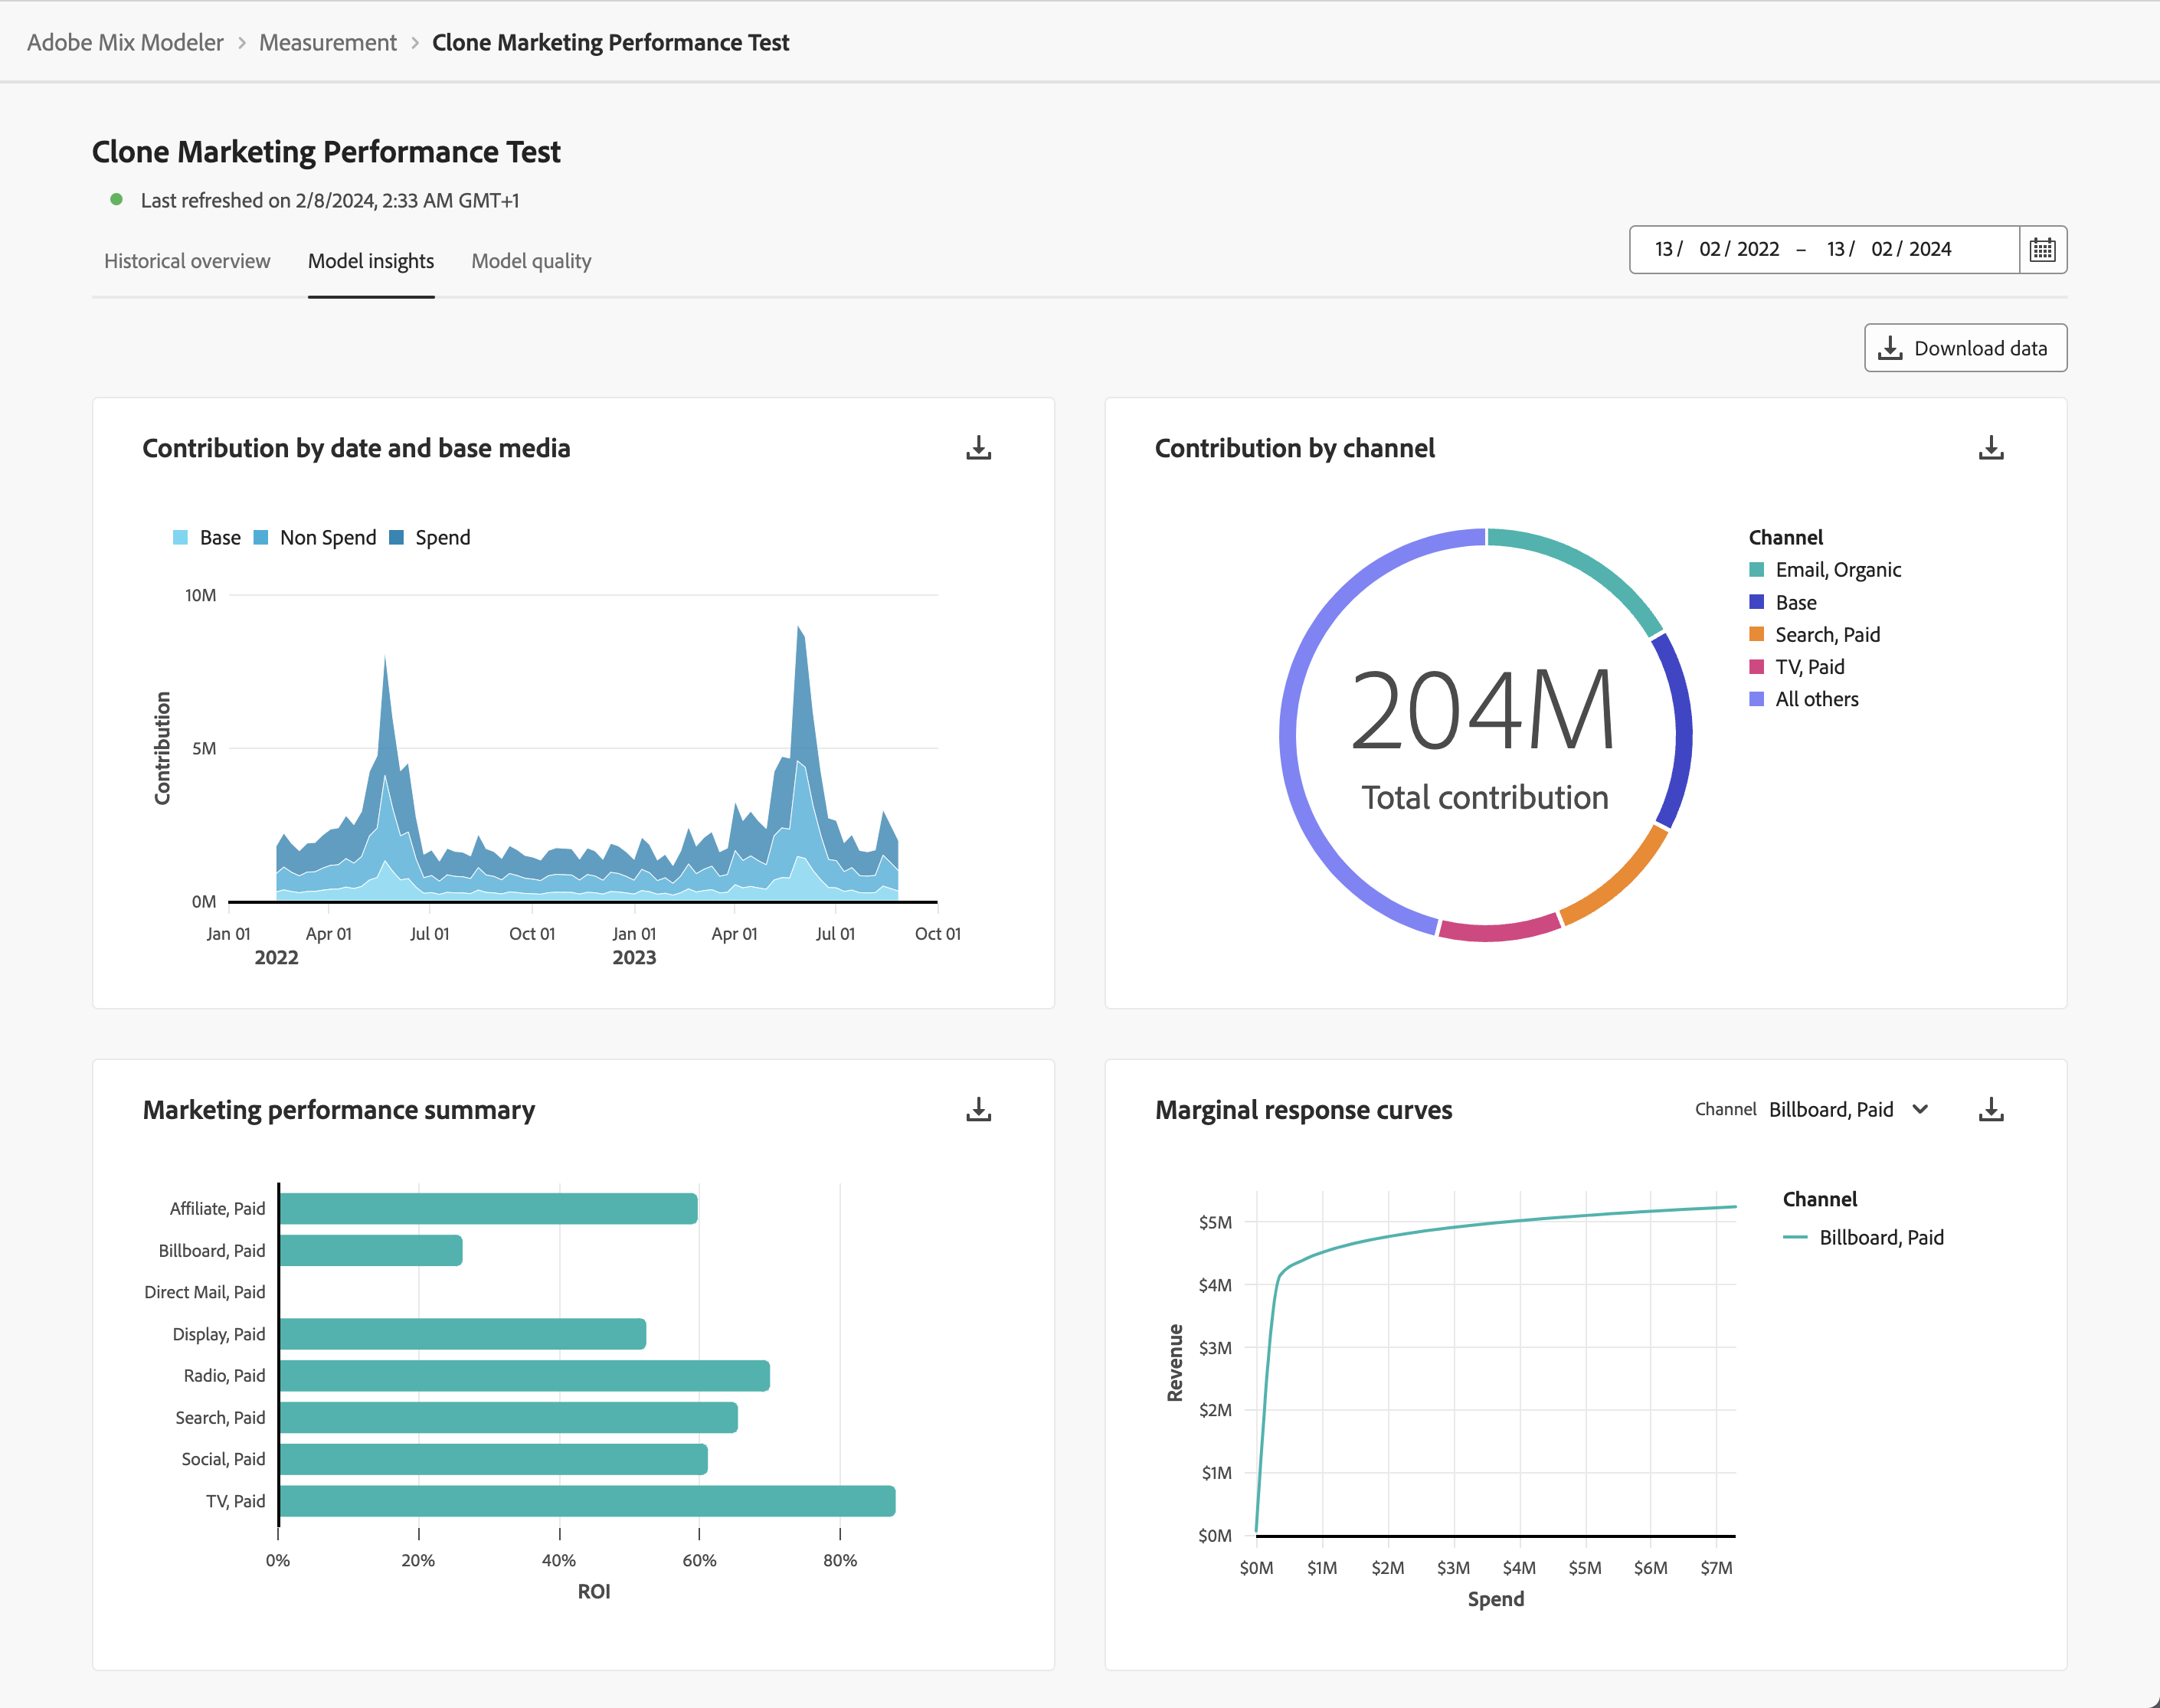 Adobe Mix Modeler > Measurement > Clone Marketing Performance Test
Clone Marketing Performance Test
Last refreshed on 2/8/2024, 2:33 AM GMT+1
Historical overview Model insights Model quality
13/ 02/ 2022 – 13/ 02/ 2024
Download data
Contribution by date and base media
Base Non Spend Spend
Contribution
10M
5M
0M
Jan 01 Apr 01 Jul 01 Oct 01 Jan 01 Apr 01 Jul 01 Oct 01
2022 2023
Contribution by channel
204M
Total contribution
Channel
Email, Organic
Base
Search, Paid
TV, Paid
All others
Marketing performance summary
Affiliate, Paid
Billboard, Paid
Direct Mail, Paid
Display, Paid
Radio, Paid
Search, Paid
Social, Paid
TV, Paid
0% 20% 40% 60% 80%
ROI
Marginal response curves
Channel Billboard, Paid
Revenue
$5M
$4M
$3M
$2M
$1M
$0M
$0M $1M $2M $3M $4M $5M $6M $7M
Spend
Channel
Billboard, Paid